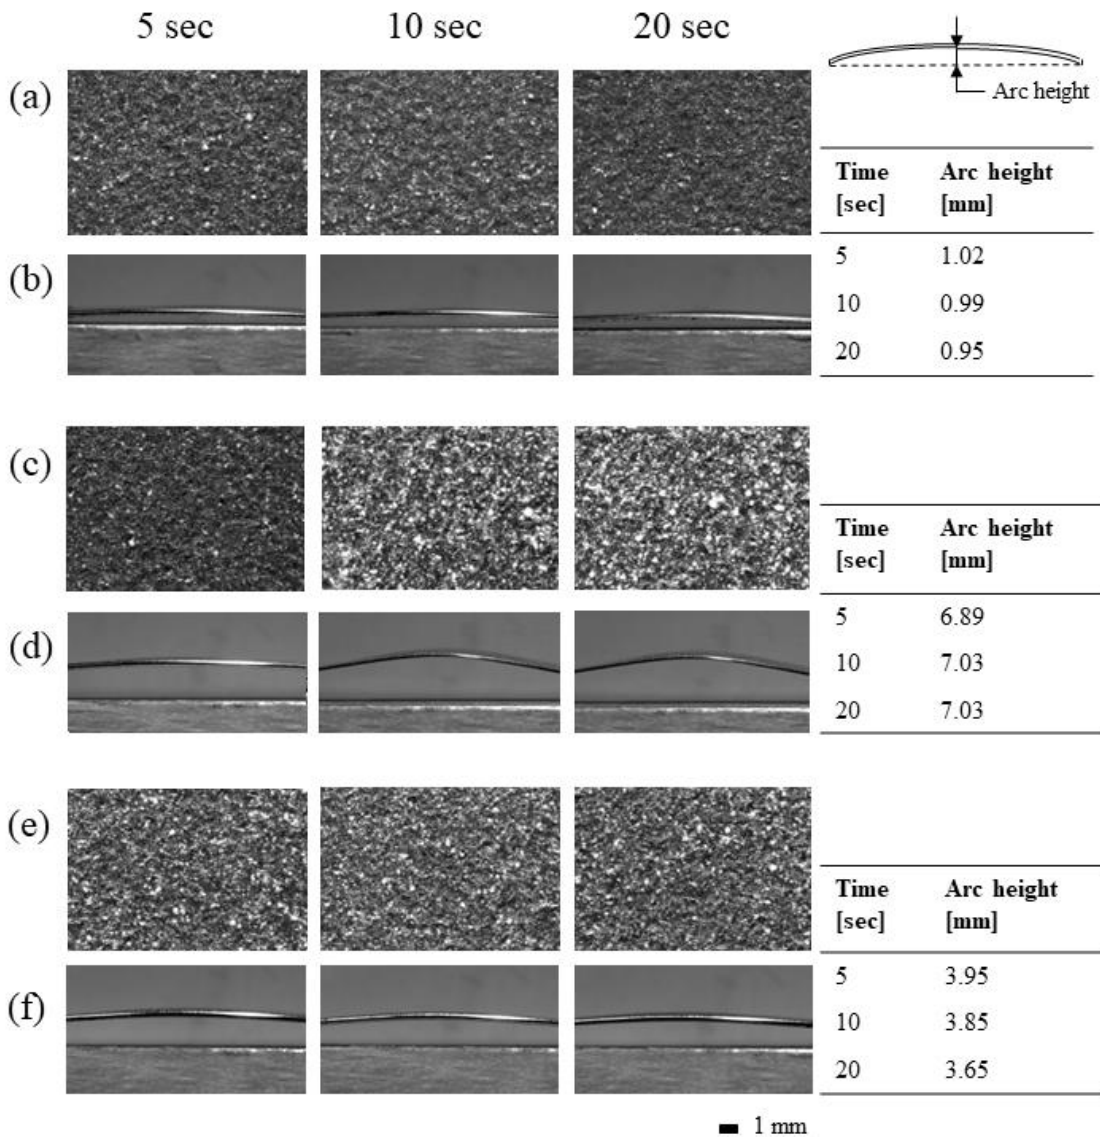 5 sec 10 sec 20 sec
Arc height
(a)
Time Arc height
[sec] [mm]
5 1.02
(b)
10 0.99
20 0.95
(c)
Time Arc height
[sec] [mm]
5 6.89
(d)
10 7.03
20 7.03
(e)
Time Arc height
[sec] [mm]
5 3.95
(f)
10 3.85
20 3.65
1 mm